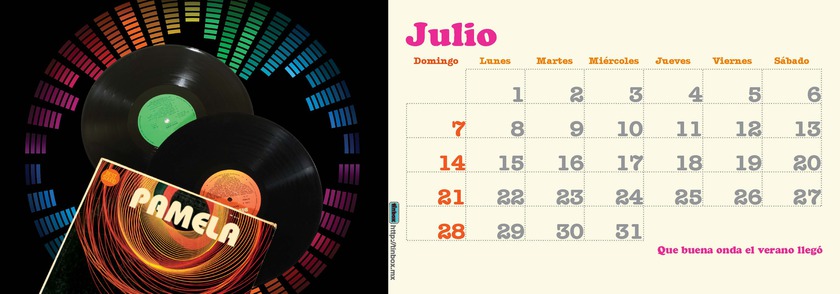 PAMELA
Julio
Domingo Lunes Martes Miércoles Jueves Viernes Sábado
1 2 3 4 5 6
7 8 9 10 11 12 13
14 15 16 17 18 19 20
21 22 23 24 25 26 27
28 29 30 31
Que buena onda el verano llegó
http://tinbox.mx